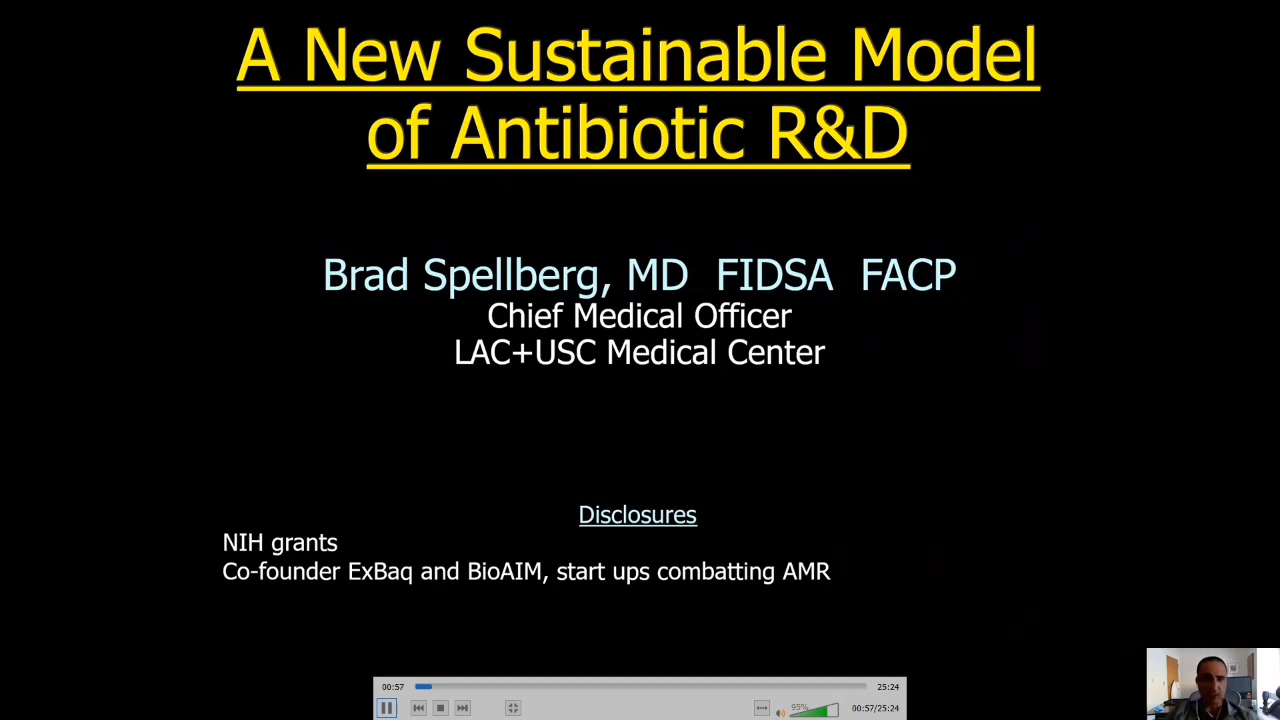 A New Sustainable Model
of Antibiotic R&D
Brad Spellberg, MD FIDSA FACP
Chief Medical Officer
LAC+USC Medical Center
Disclosures
NIH grants
Co-founder ExBaq and BioAIM, start ups combatting AMR
00:57
25:24
95%
00:57/25:24